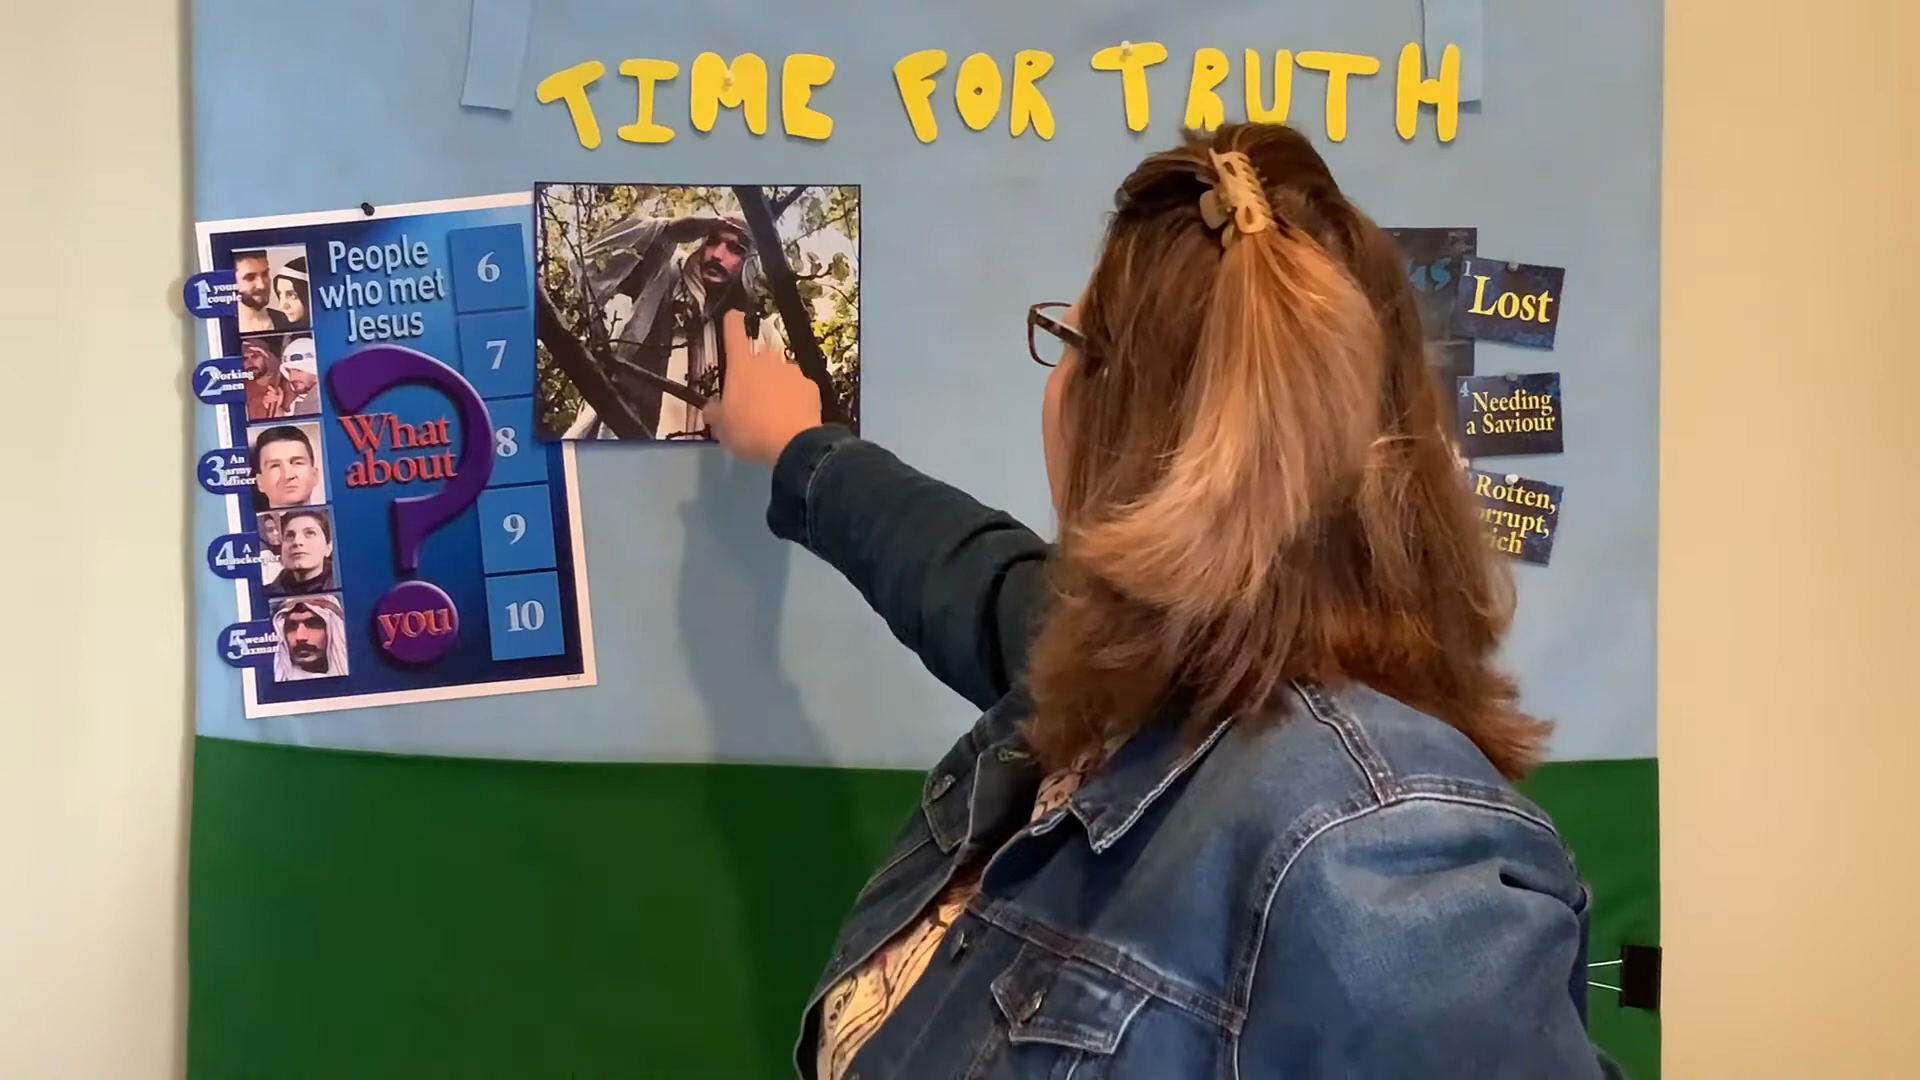 TIME FOR TRUTH
People
who met
Jesus
What
about
you
1
couple
2
Working
men
3
An
army
officer
4
A
5
taxman
6
7
8
9
10
1
Lost
4
Needing
a Saviour
Rotten,